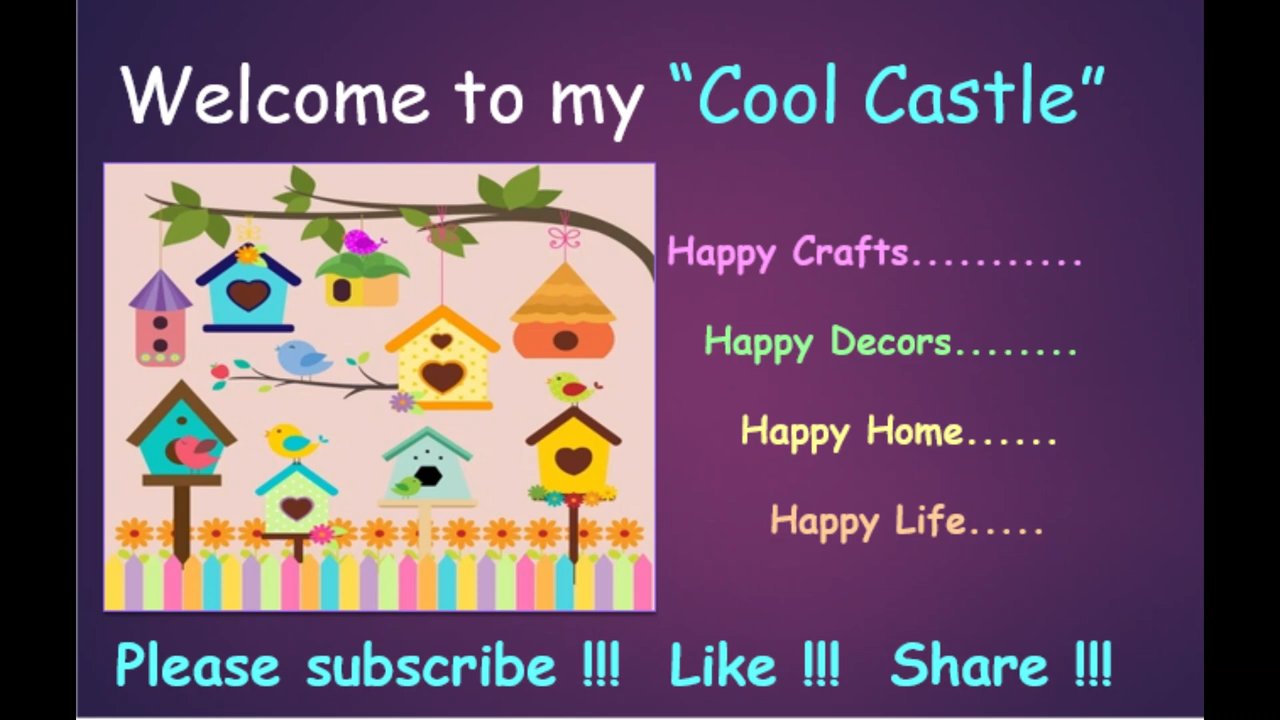 Welcome to my “Cool Castle”
Happy Crafts...........
Happy Decors........
Happy Home......
Happy Life.....
Please subscribe !!! Like !!! Share !!!